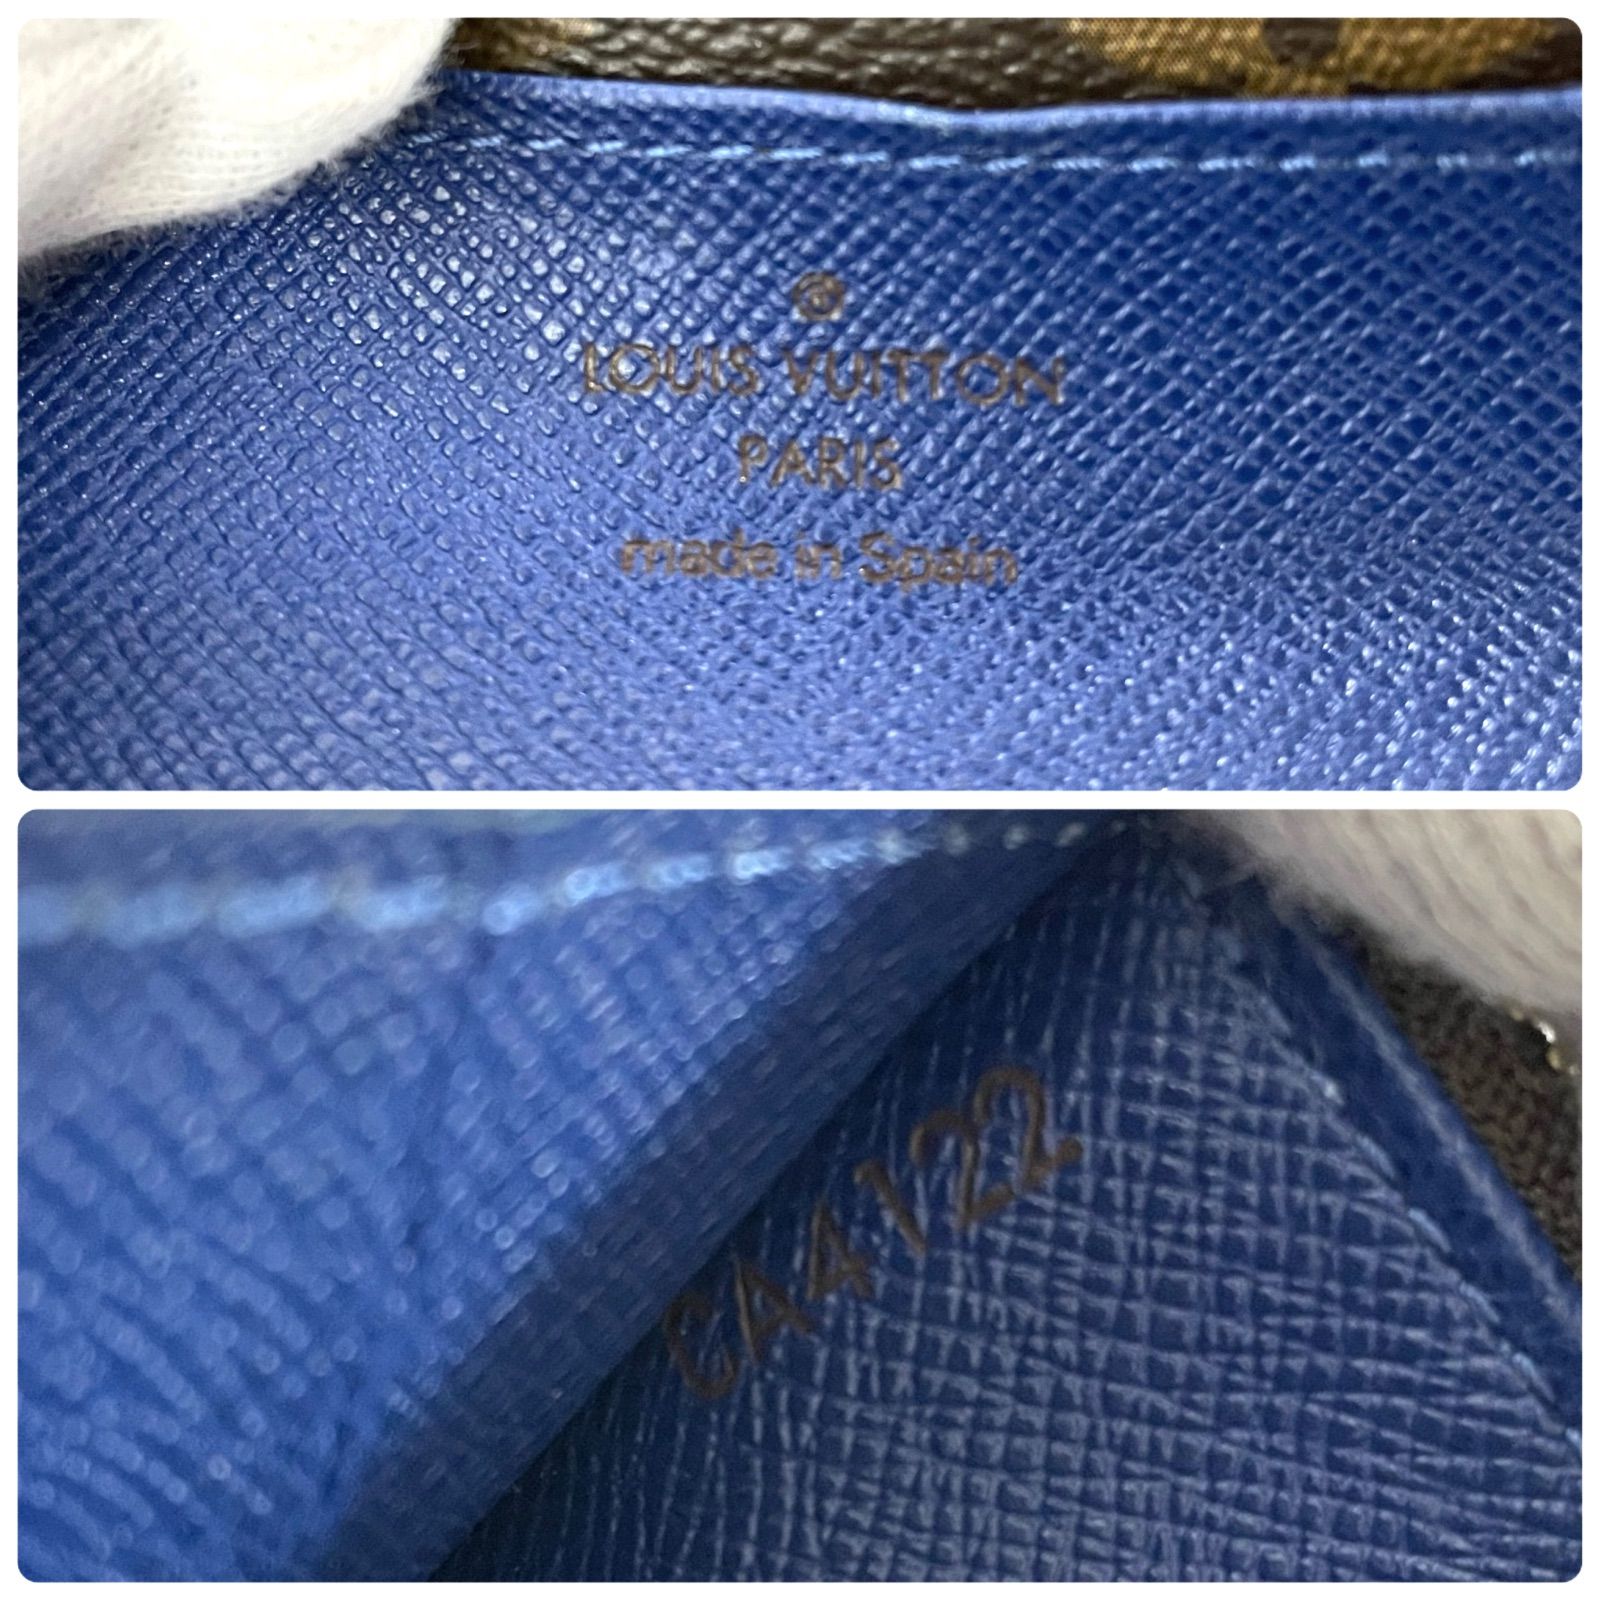 ®
LOUIS VUITTON
PARIS
made in Spain
CA4122